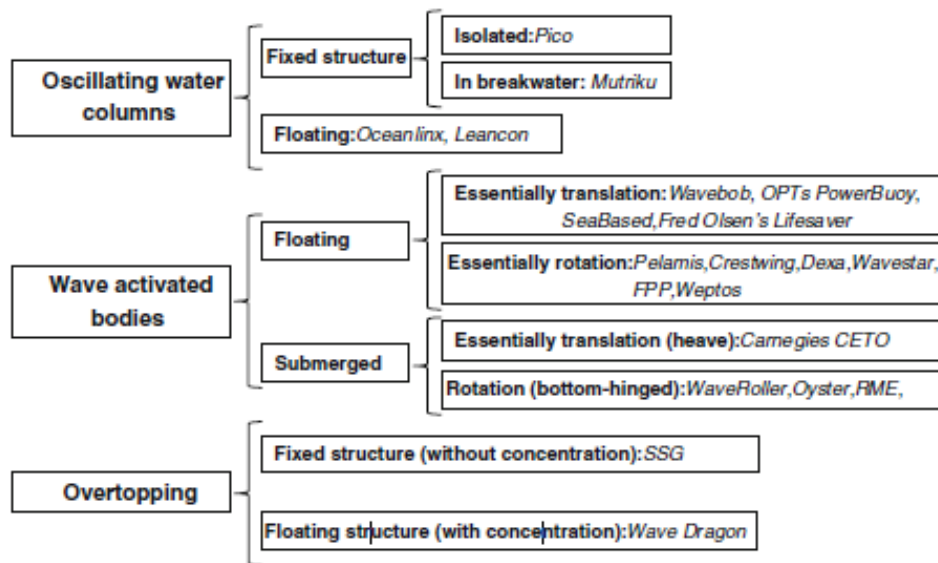 Oscillating water
columns
Fixed structure
Isolated:Pico
In breakwater: Mutriku
Floating:Oceanlinx, Leancon
Wave activated
bodies
Floating
Essentially translation:Wavebob, OPTs PowerBuoy,
SeaBased,Fred Olsen's Lifesaver
Essentially rotation:Pelamis,Crestwing,Dexa,Wavestar,
FPP,Weptos
Submerged
Essentially translation (heave):Carnegies CETO
Rotation (bottom-hinged):WaveRoller,Oyster,RME,
Overtopping
Fixed structure (without concentration):SSG
Floating structure (with concentration):Wave Dragon